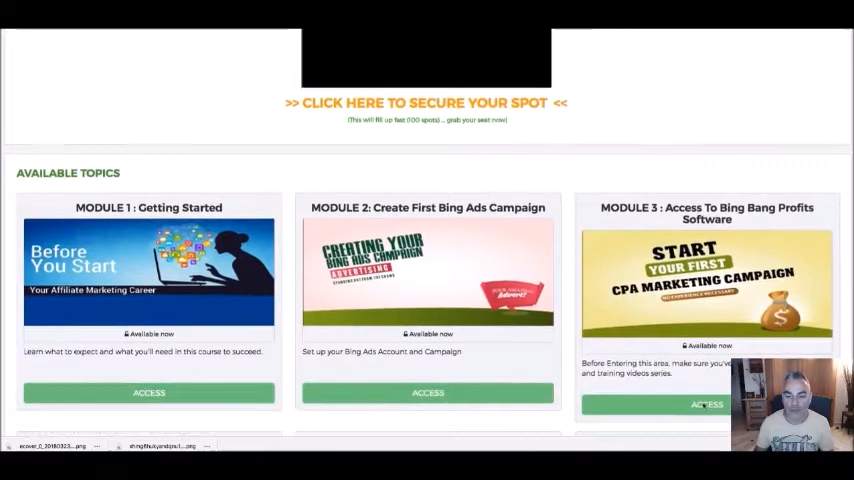 >> CLICK HERE TO SECURE YOUR SPOT <<
(This will fill up fast (100 spots) ... grab your seat now)
AVAILABLE TOPICS
MODULE 1 : Getting Started
Before
You Start
Your Affiliate Marketing Career
Available now
Learn what to expect and what you'll need in this course to succeed.
ACCESS
MODULE 2: Create First Bing Ads Campaign
CREATING YOUR
BING ADS CAMPAIGN
ADVERTISING
Available now
Set up your Bing Ads Account and Campaign
ACCESS
MODULE 3 : Access To Bing Bang Profits
Software
START
YOUR FIRST
CPA MARKETING CAMPAIGN
NO EXPERIENCE NECESSARY
$
Available now
Before Entering this area, make sure you've
and training videos series.
ACCESS